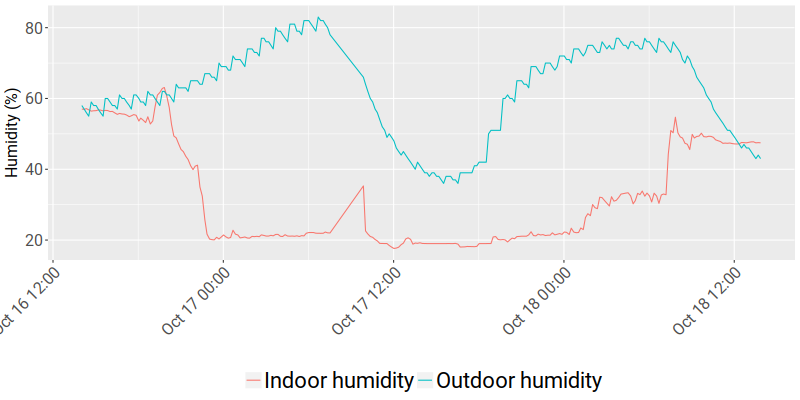 Humidity (%)
80
60
40
20
Oct 16 12:00
Oct 17 00:00
Oct 17 12:00
Oct 18 00:00
Oct 18 12:00
Indoor humidity
Outdoor humidity